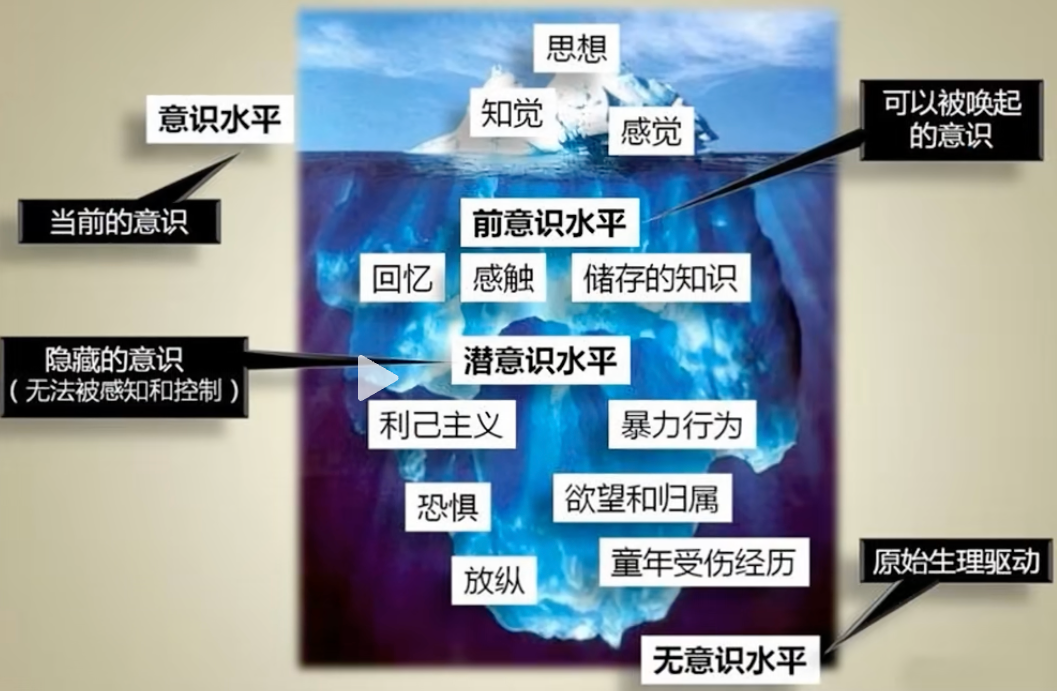 思想
知觉
感觉
意识水平
可以被唤起
的意识
当前的意识
前意识水平
回忆
感触
储存的知识
隐藏的意识
（无法被感知和控制）
潜意识水平
利己主义
暴力行为
恐惧
欲望和归属
放纵
童年受伤经历
原始生理驱动
无意识水平